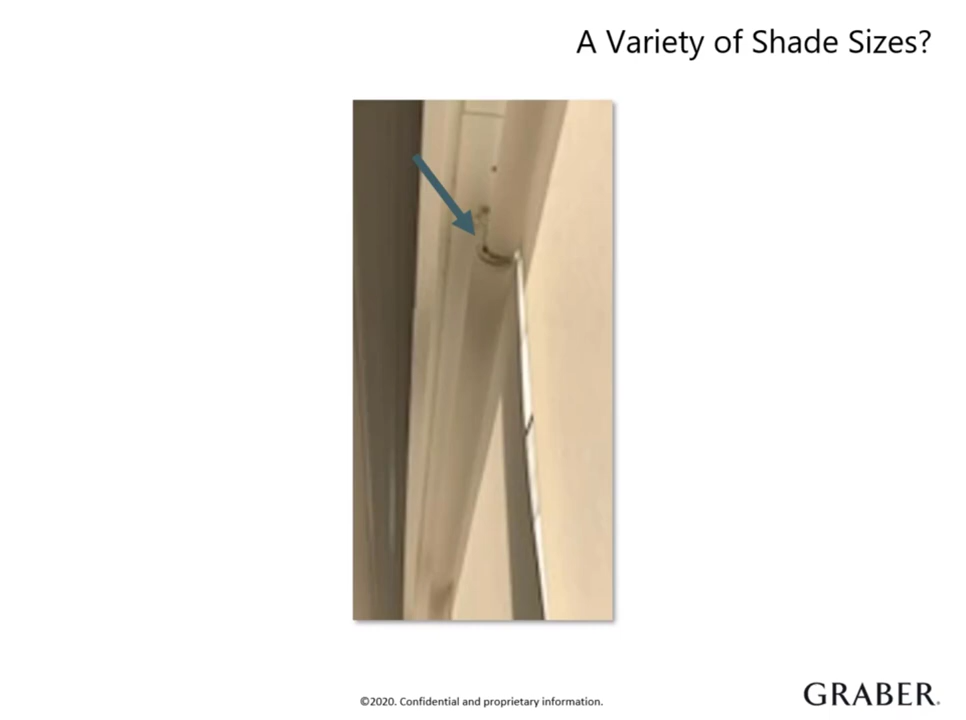 A Variety of Shade Sizes?
©2020. Confidential and proprietary information.
GRABER.